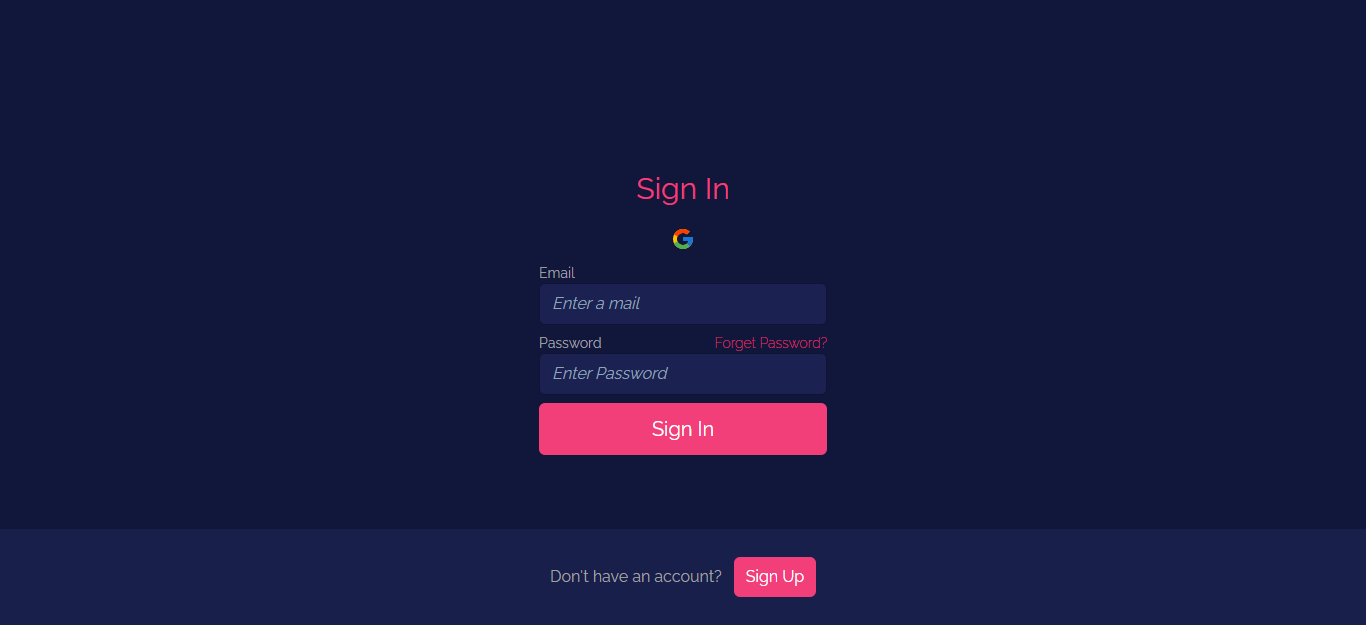 Sign In
Email
Enter a mail
Password Forget Password?
Enter Password
Sign In
Don't have an account? Sign Up